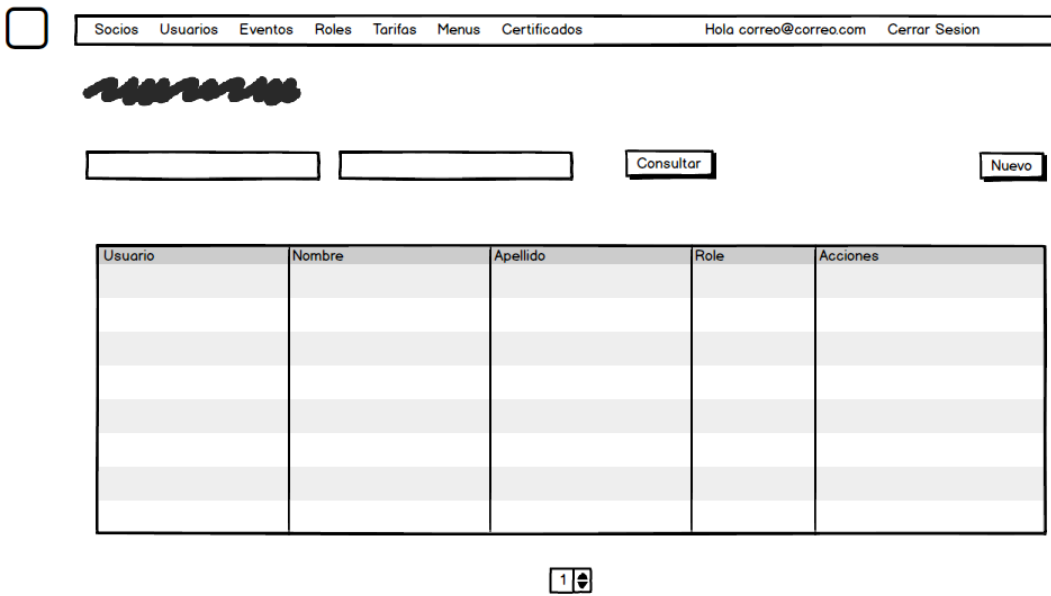 Socios Usuarios Eventos Roles Tarifas Menus Certificados Hola correo@correo.com Cerrar Sesion
Consultar Nuevo
Usuario Nombre Apellido Role Acciones
1